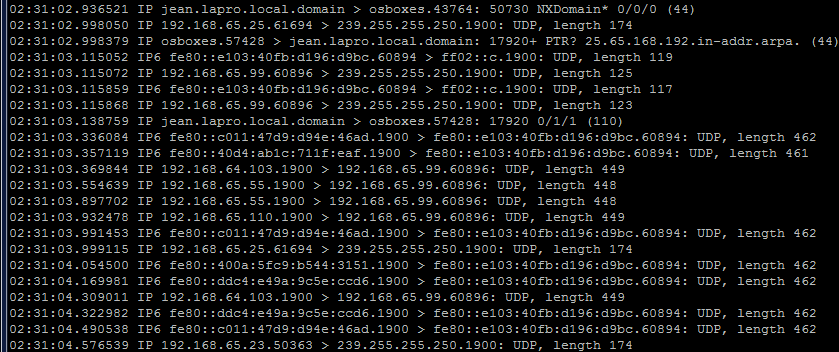 02:31:02.936521 IP jean.lapro.local.domain > osboxes.43764: 50730 NXDomain* 0/0/0 (44)
02:31:02.998050 IP 192.168.65.25.61694 > 239.255.255.250.1900: UDP, length 174
02:31:02.998379 IP osboxes.57428 > jean.lapro.local.domain: 17920+ PTR? 25.65.168.192.in-addr.arpa. (44)
02:31:03.115052 IP6 fe80::e103:40fb:d196:d9bc.60894 > ff02::c.1900: UDP, length 119
02:31:03.115072 IP 192.168.65.99.60896 > 239.255.255.250.1900: UDP, length 125
02:31:03.115859 IP6 fe80::e103:40fb:d196:d9bc.60894 > ff02::c.1900: UDP, length 117
02:31:03.115868 IP 192.168.65.99.60896 > 239.255.255.250.1900: UDP, length 123
02:31:03.138759 IP jean.lapro.local.domain > osboxes.57428: 17920 0/1/1 (110)
02:31:03.336084 IP6 fe80::c011:47d9:d94e:46ad.1900 > fe80::e103:40fb:d196:d9bc.60894: UDP, length 462
02:31:03.357119 IP6 fe80::40d4:ab1c:711f:eaf.1900 > fe80::e103:40fb:d196:d9bc.60894: UDP, length 461
02:31:03.369844 IP 192.168.64.103.1900 > 192.168.65.99.60896: UDP, length 449
02:31:03.554639 IP 192.168.65.55.1900 > 192.168.65.99.60896: UDP, length 448
02:31:03.897702 IP 192.168.65.55.1900 > 192.168.65.99.60896: UDP, length 448
02:31:03.932478 IP 192.168.65.110.1900 > 192.168.65.99.60896: UDP, length 449
02:31:03.991453 IP6 fe80::c011:47d9:d94e:46ad.1900 > fe80::e103:40fb:d196:d9bc.60894: UDP, length 462
02:31:03.999115 IP 192.168.65.25.61694 > 239.255.255.250.1900: UDP, length 174
02:31:04.054500 IP6 fe80::400a:5fc9:b544:3151.1900 > fe80::e103:40fb:d196:d9bc.60894: UDP, length 462
02:31:04.169981 IP6 fe80::ddc4:e49a:9c5e:ccd6.1900 > fe80::e103:40fb:d196:d9bc.60894: UDP, length 462
02:31:04.309011 IP 192.168.64.103.1900 > 192.168.65.99.60896: UDP, length 449
02:31:04.322982 IP6 fe80::ddc4:e49a:9c5e:ccd6.1900 > fe80::e103:40fb:d196:d9bc.60894: UDP, length 462
02:31:04.490538 IP6 fe80::c011:47d9:d94e:46ad.1900 > fe80::e103:40fb:d196:d9bc.60894: UDP, length 462
02:31:04.576539 IP 192.168.65.23.50363 > 239.255.255.250.1900: UDP, length 174